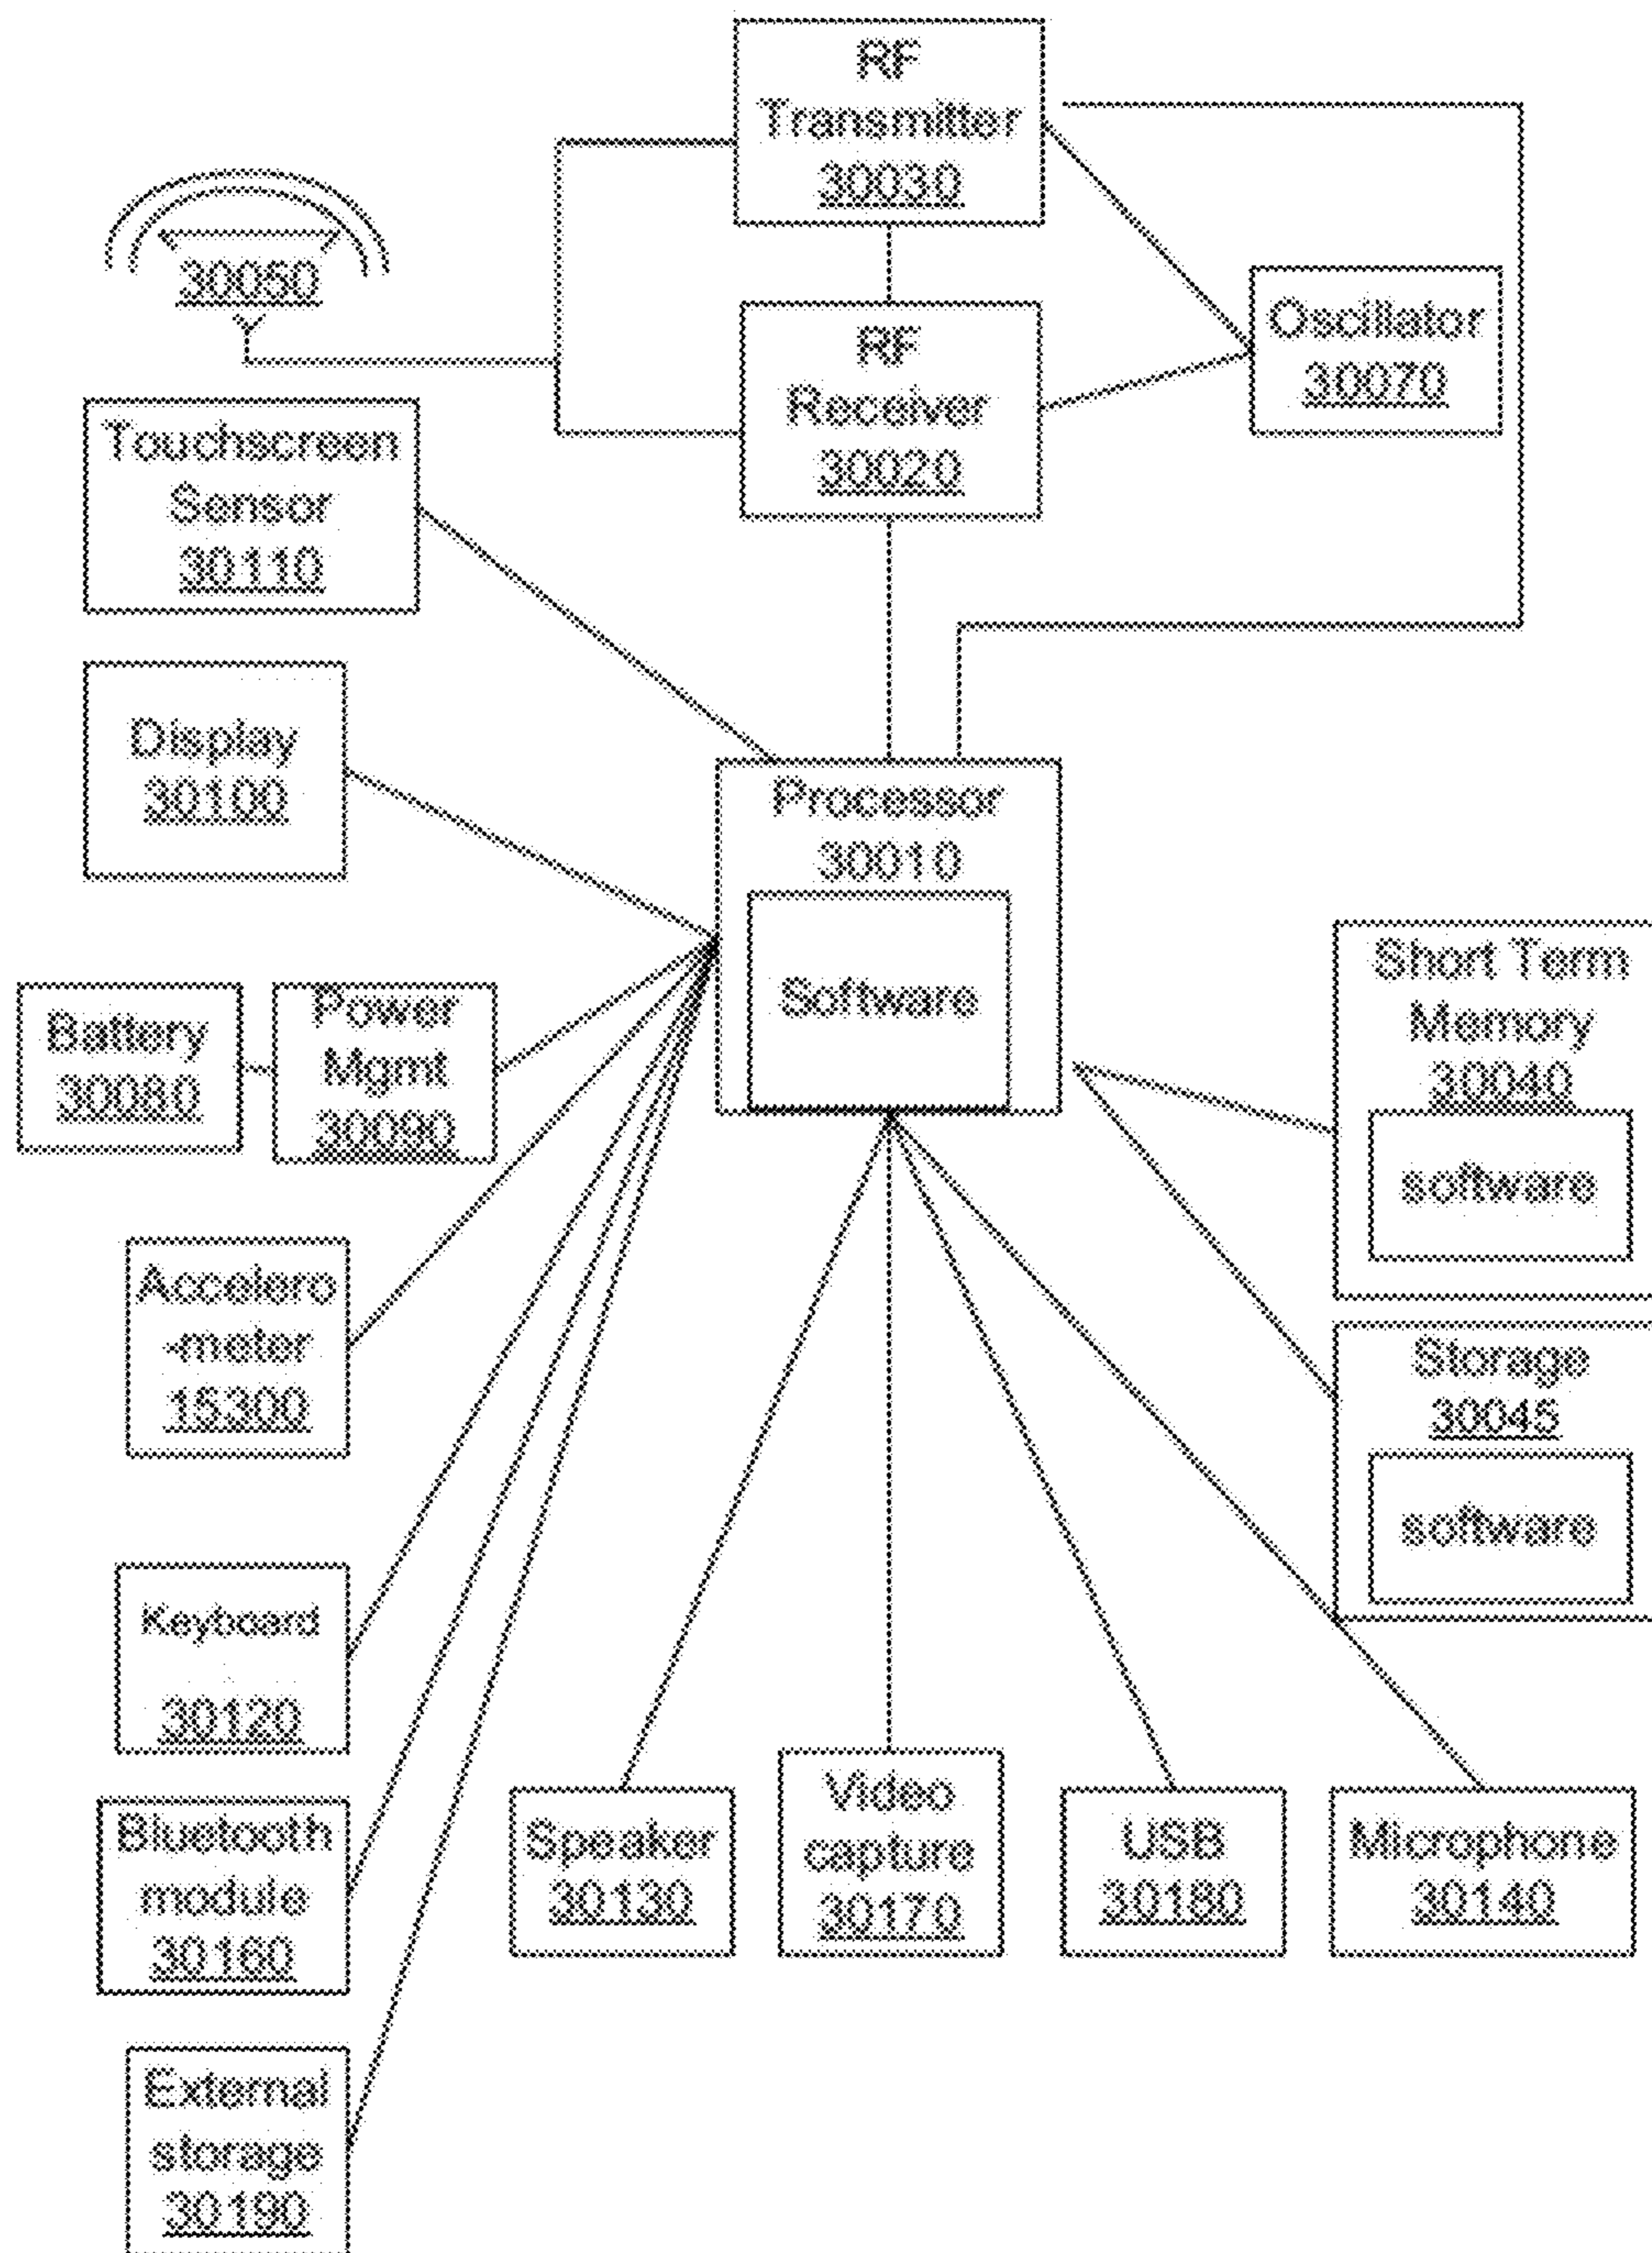 RF
Transmitter
30030
30050
Oscillator
30070
RF
Receiver
30020
Touchscreen
Sensor
30110
Display
30100
Processor
30010
Software
Short Term
Memory
30040
software
Battery
30080
Power
Mgmt
30090
Accelero
-meter
15300
Storage
30045
software
Keyboard
30120
Bluetooth
module
30160
Speaker
30130
Video
capture
30170
USB
30180
Microphone
30140
External
storage
30190